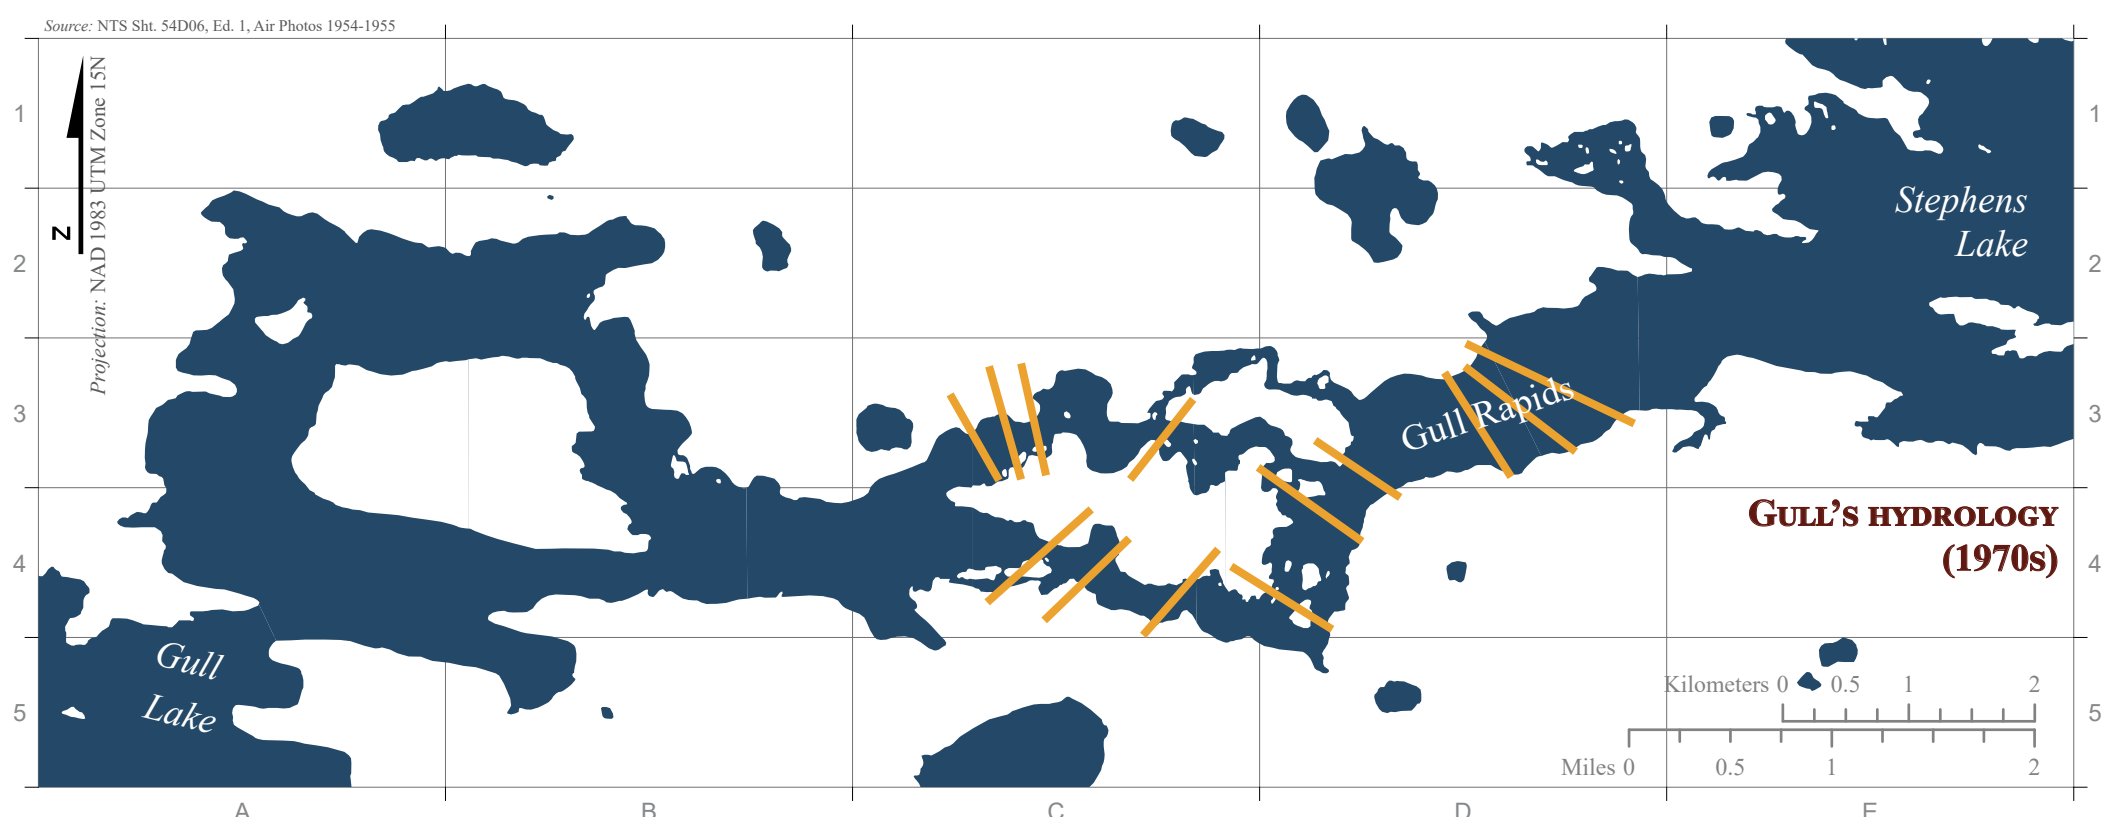 Source: NTS Sht. 54D06, Ed. 1, Air Photos 1954-1955
Projection: NAD 1983 UTM Zone 15N
N
1
1
2
2
3
3
4
4
5
5
Stephens
Lake
Gull Rapids
GULL'S HYDROLOGY
(1970S)
Gull
Lake
Kilometers 0 0.5 1 2
Miles 0 0.5 1 2
A B C D E